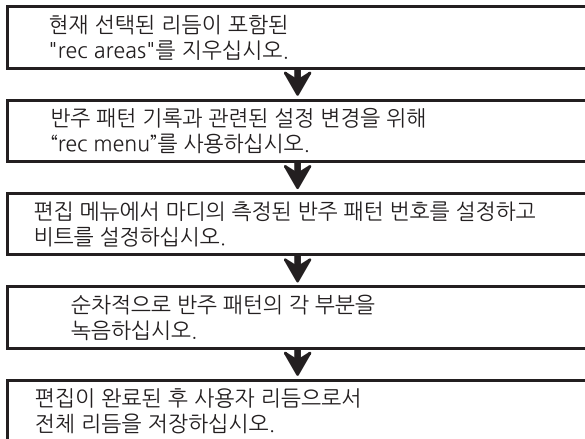 현재 선택된 리듬이 포함된
"rec areas"를 지우십시오.
반주 패턴 기록과 관련된 설정 변경을 위해
“rec menu”를 사용하십시오.
편집 메뉴에서 마디의 측정된 반주 패턴 번호를 설정하고
비트를 설정하십시오.
순차적으로 반주 패턴의 각 부분을
녹음하십시오.
편집이 완료된 후 사용자 리듬으로서
전체 리듬을 저장하십시오.